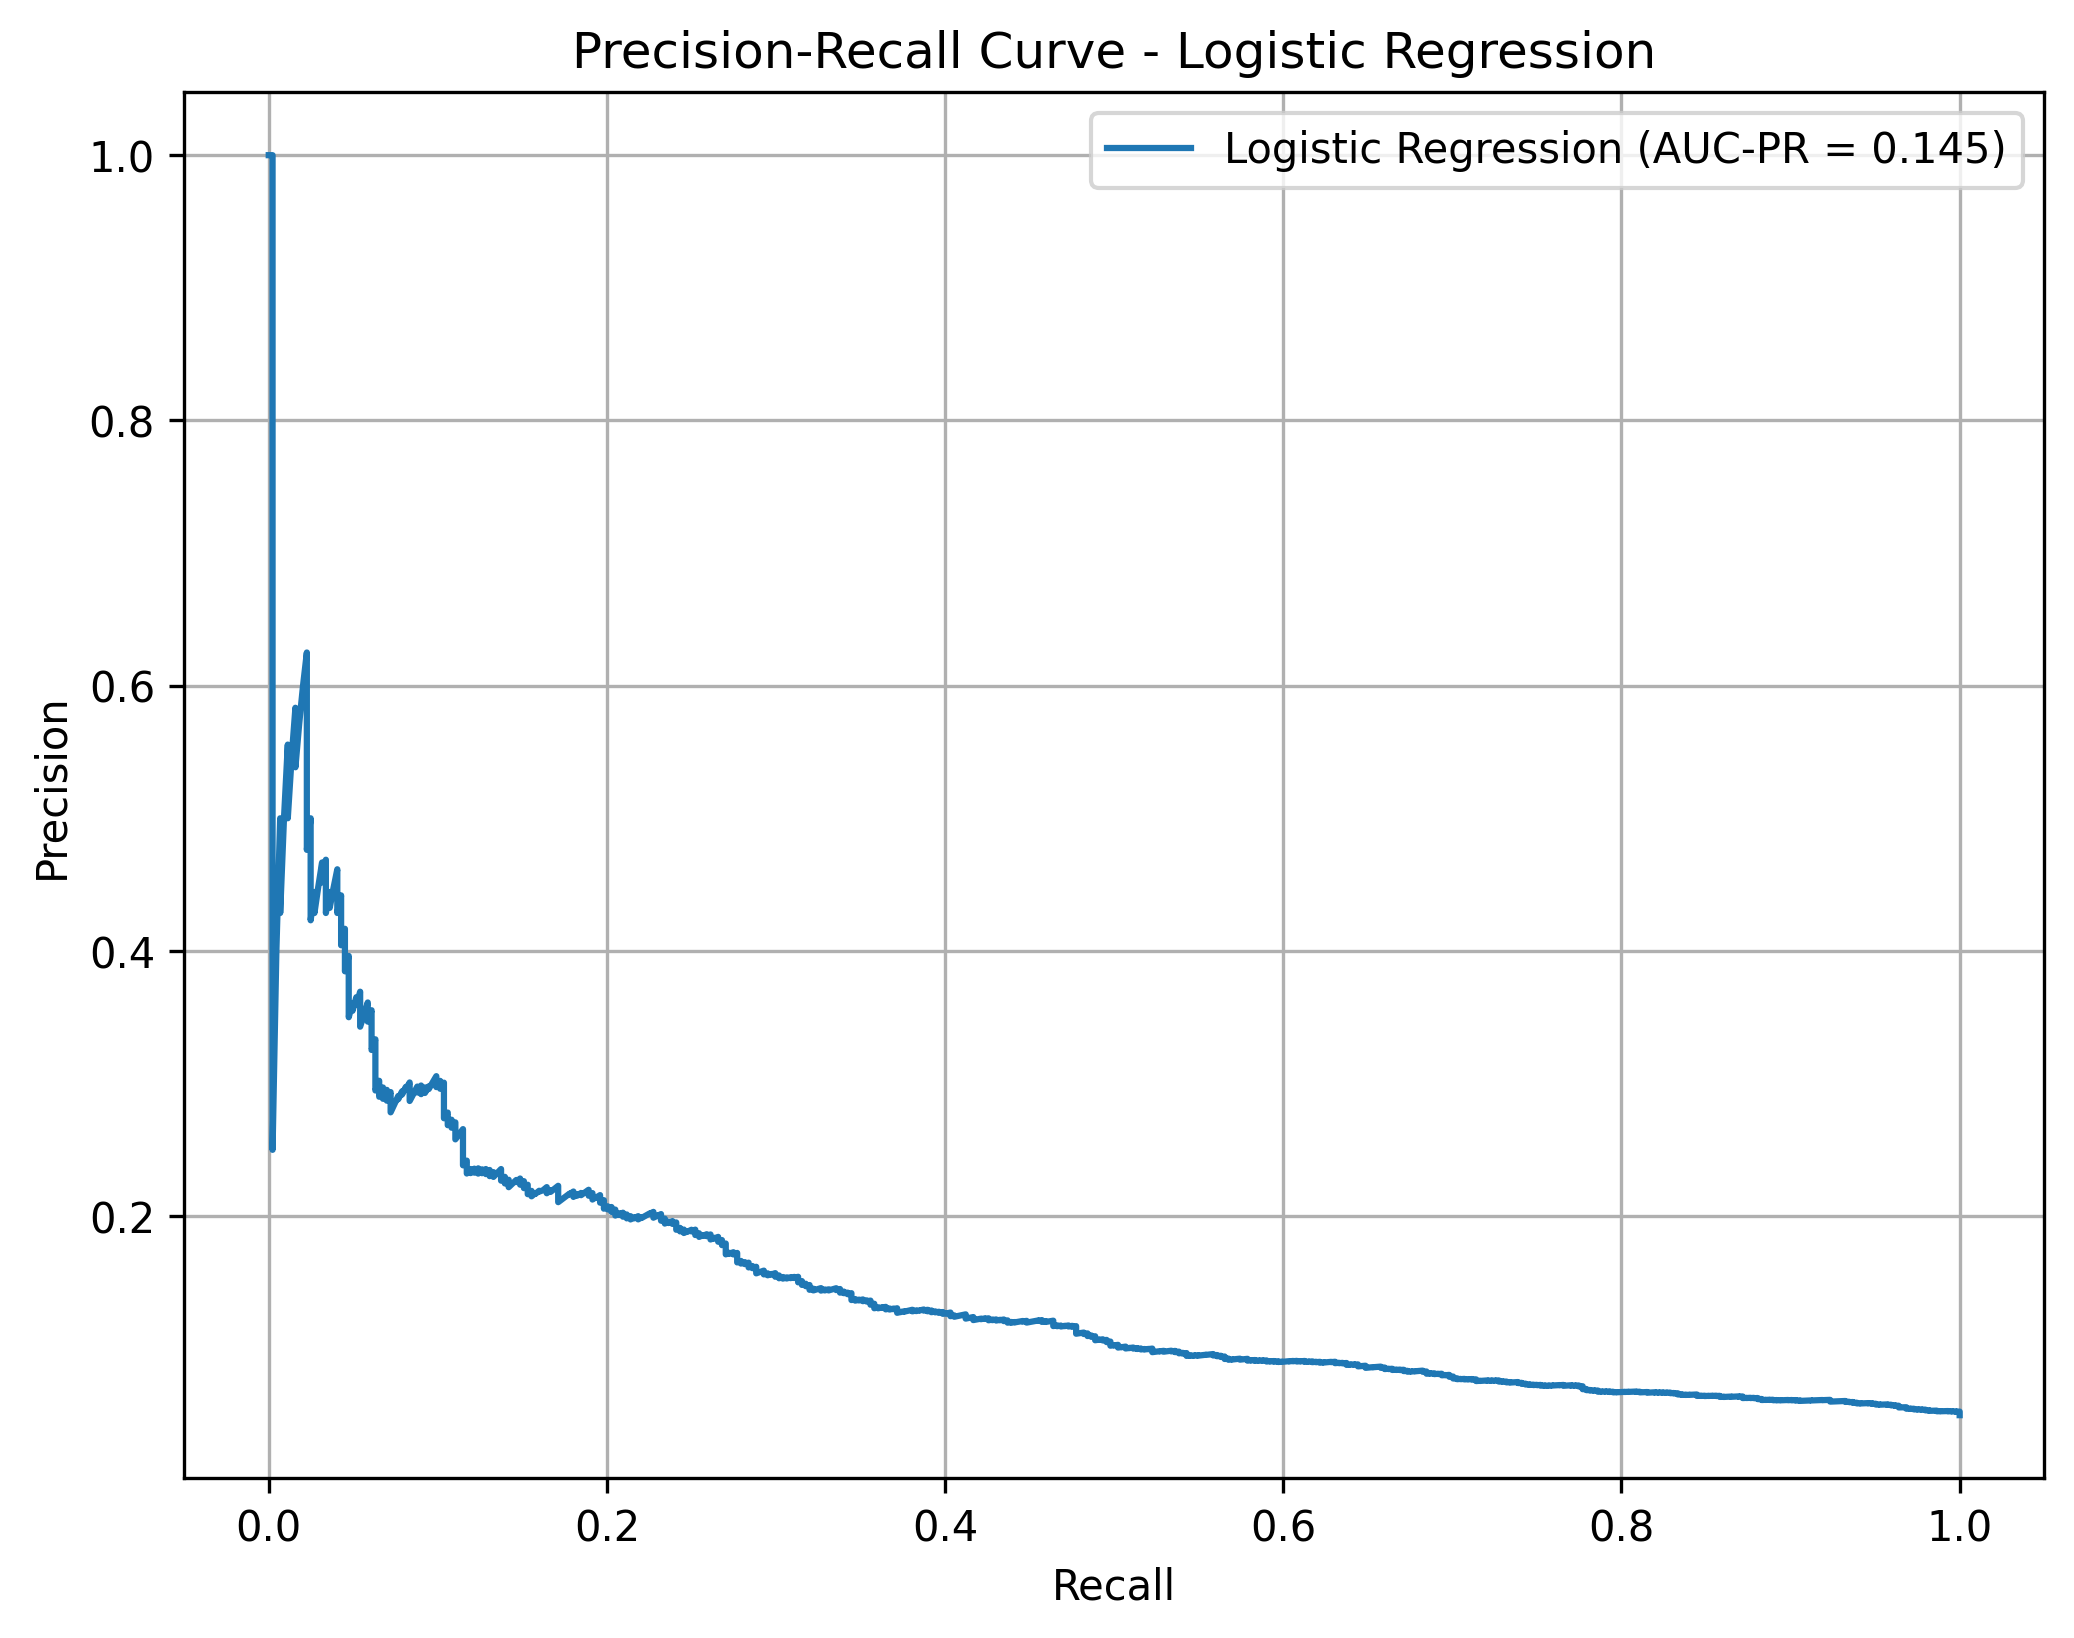 Precision-Recall Curve - Logistic Regression
Logistic Regression (AUC-PR = 0.145)
1.0
0.8
0.6
0.4
0.2
Precision
0.0 0.2 0.4 0.6 0.8 1.0
Recall